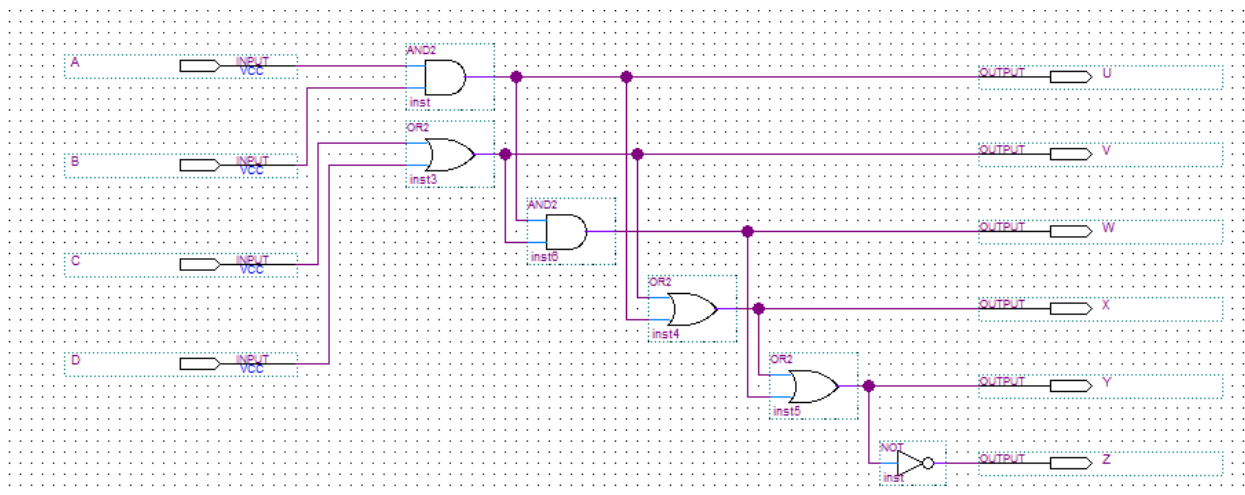 AND2
A INPUT VCC
OUTPUT U
inst
OR2
B INPUT VCC
OUTPUT V
inst3
AND2
OUTPUT W
C INPUT VCC
inst6
OR2
OUTPUT X
inst4
D INPUT VCC
OR2
OUTPUT Y
inst5
NOT
OUTPUT Z
inst